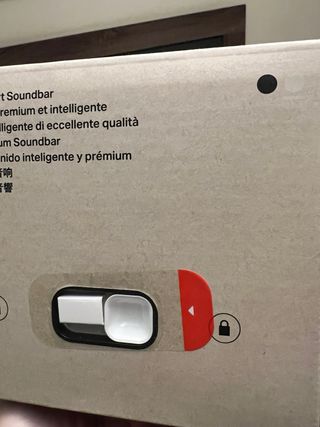 t Soundbar
remium et intelligente
lligente di eccellente qualità
um Soundbar
nido inteligente y prémium
音响
音響